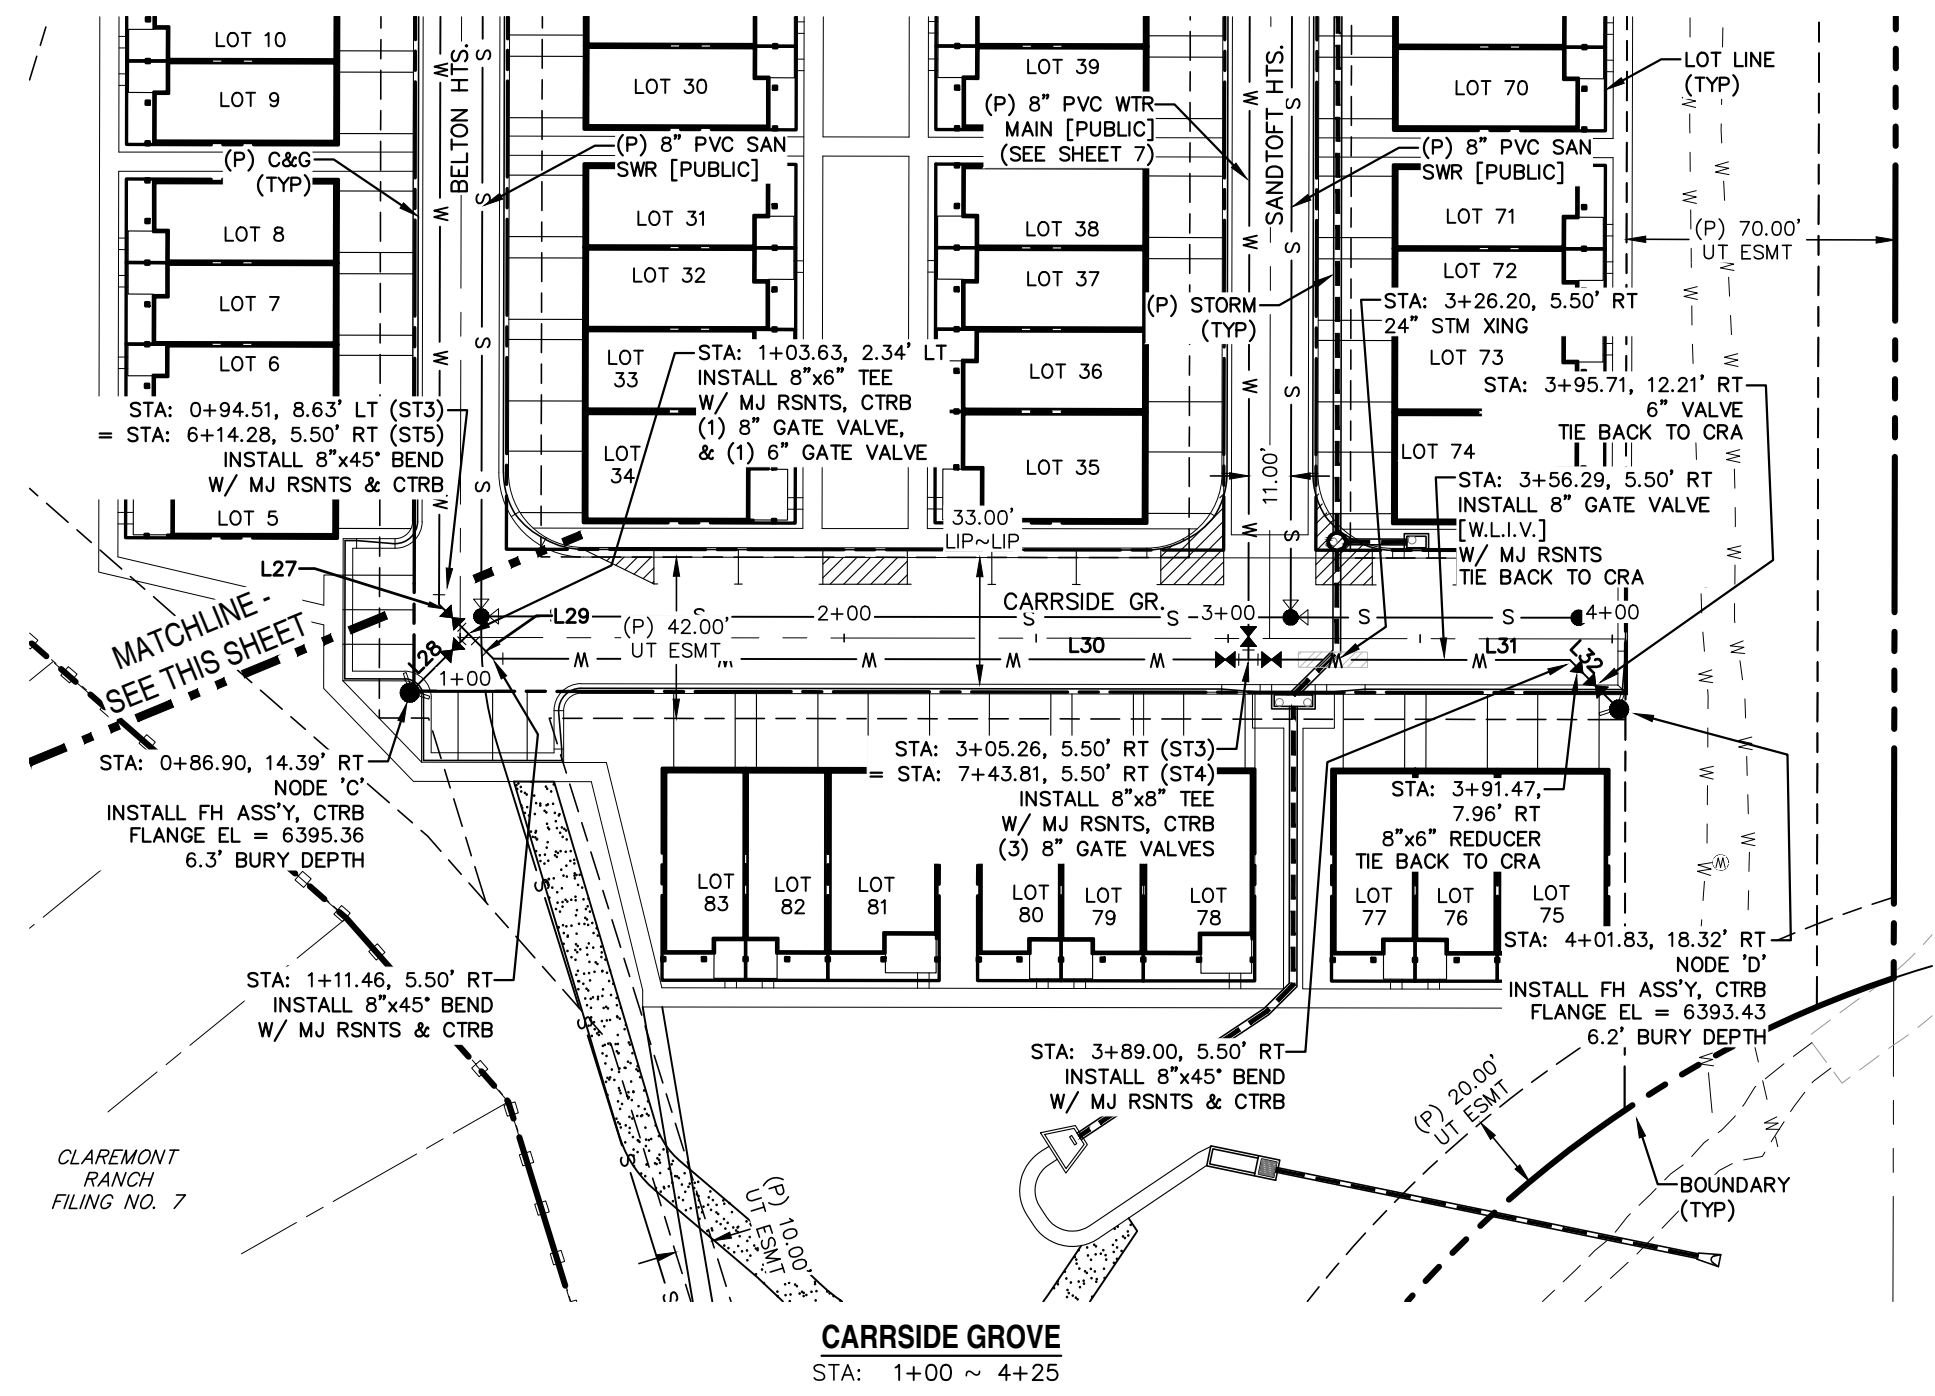 LOT 10
LOT 9
LOT 8
LOT 7
LOT 6
LOT 5
(P) C&G
(TYP)
BELTON HTS.
(P) 8" PVC SAN
SWR [PUBLIC]
LOT 30
LOT 31
LOT 32
LOT
33
LOT
34
LOT 39
LOT 38
LOT 37
LOT 36
LOT 35
(P) 8" PVC WTR
MAIN [PUBLIC]
(SEE SHEET 7)
SANDTOFT HTS.
(P) 8" PVC SAN
SWR [PUBLIC]
LOT 70
LOT 71
LOT 72
LOT 73
LOT 74
LOT LINE
(TYP)
(P) 70.00'
UT ESMT
(P) STORM
(TYP)
STA: 3+26.20, 5.50' RT
24" STM XING
STA: 3+95.71, 12.21' RT
6" VALVE
TIE BACK TO CRA
STA: 3+56.29, 5.50' RT
INSTALL 8" GATE VALVE
[W.L.I.V.]
W/ MJ RSNTS
TIE BACK TO CRA
STA: 1+03.63, 2.34' LT
INSTALL 8"x6" TEE
W/ MJ RSNTS, CTRB
(1) 8" GATE VALVE,
& (1) 6" GATE VALVE
STA: 0+94.51, 8.63' LT (ST3)
= STA: 6+14.28, 5.50' RT (ST5)
INSTALL 8"x45° BEND
W/ MJ RSNTS & CTRB
11.00'
33.00'
LIP~LIP
L27
L28
L29
L30
L31
L32
MATCHLINE -
SEE THIS SHEET
(P) 42.00'
UT ESMT
CARRSIDE GR.
1+00
2+00
3+00
4+00
STA: 0+86.90, 14.39' RT
NODE 'C'
INSTALL FH ASS'Y, CTRB
FLANGE EL = 6395.36
6.3' BURY DEPTH
STA: 3+05.26, 5.50' RT (ST3)
= STA: 7+43.81, 5.50' RT (ST4)
INSTALL 8"x8" TEE
W/ MJ RSNTS, CTRB
(3) 8" GATE VALVES
STA: 3+91.47,
7.96' RT
8"x6" REDUCER
TIE BACK TO CRA
LOT
83
LOT
82
LOT
81
LOT
80
LOT
79
LOT
78
LOT
77
LOT
76
LOT
75
STA: 1+11.46, 5.50' RT
INSTALL 8"x45° BEND
W/ MJ RSNTS & CTRB
STA: 4+01.83, 18.32' RT
NODE 'D'
INSTALL FH ASS'Y, CTRB
FLANGE EL = 6393.43
6.2' BURY DEPTH
STA: 3+89.00, 5.50' RT
INSTALL 8"x45° BEND
W/ MJ RSNTS & CTRB
(P) 20.00'
UT ESMT
(P) 10.00'
UT ESMT
BOUNDARY
(TYP)
CLAREMONT
RANCH
FILING NO. 7
CARRSIDE GROVE
STA: 1+00 ~ 4+25